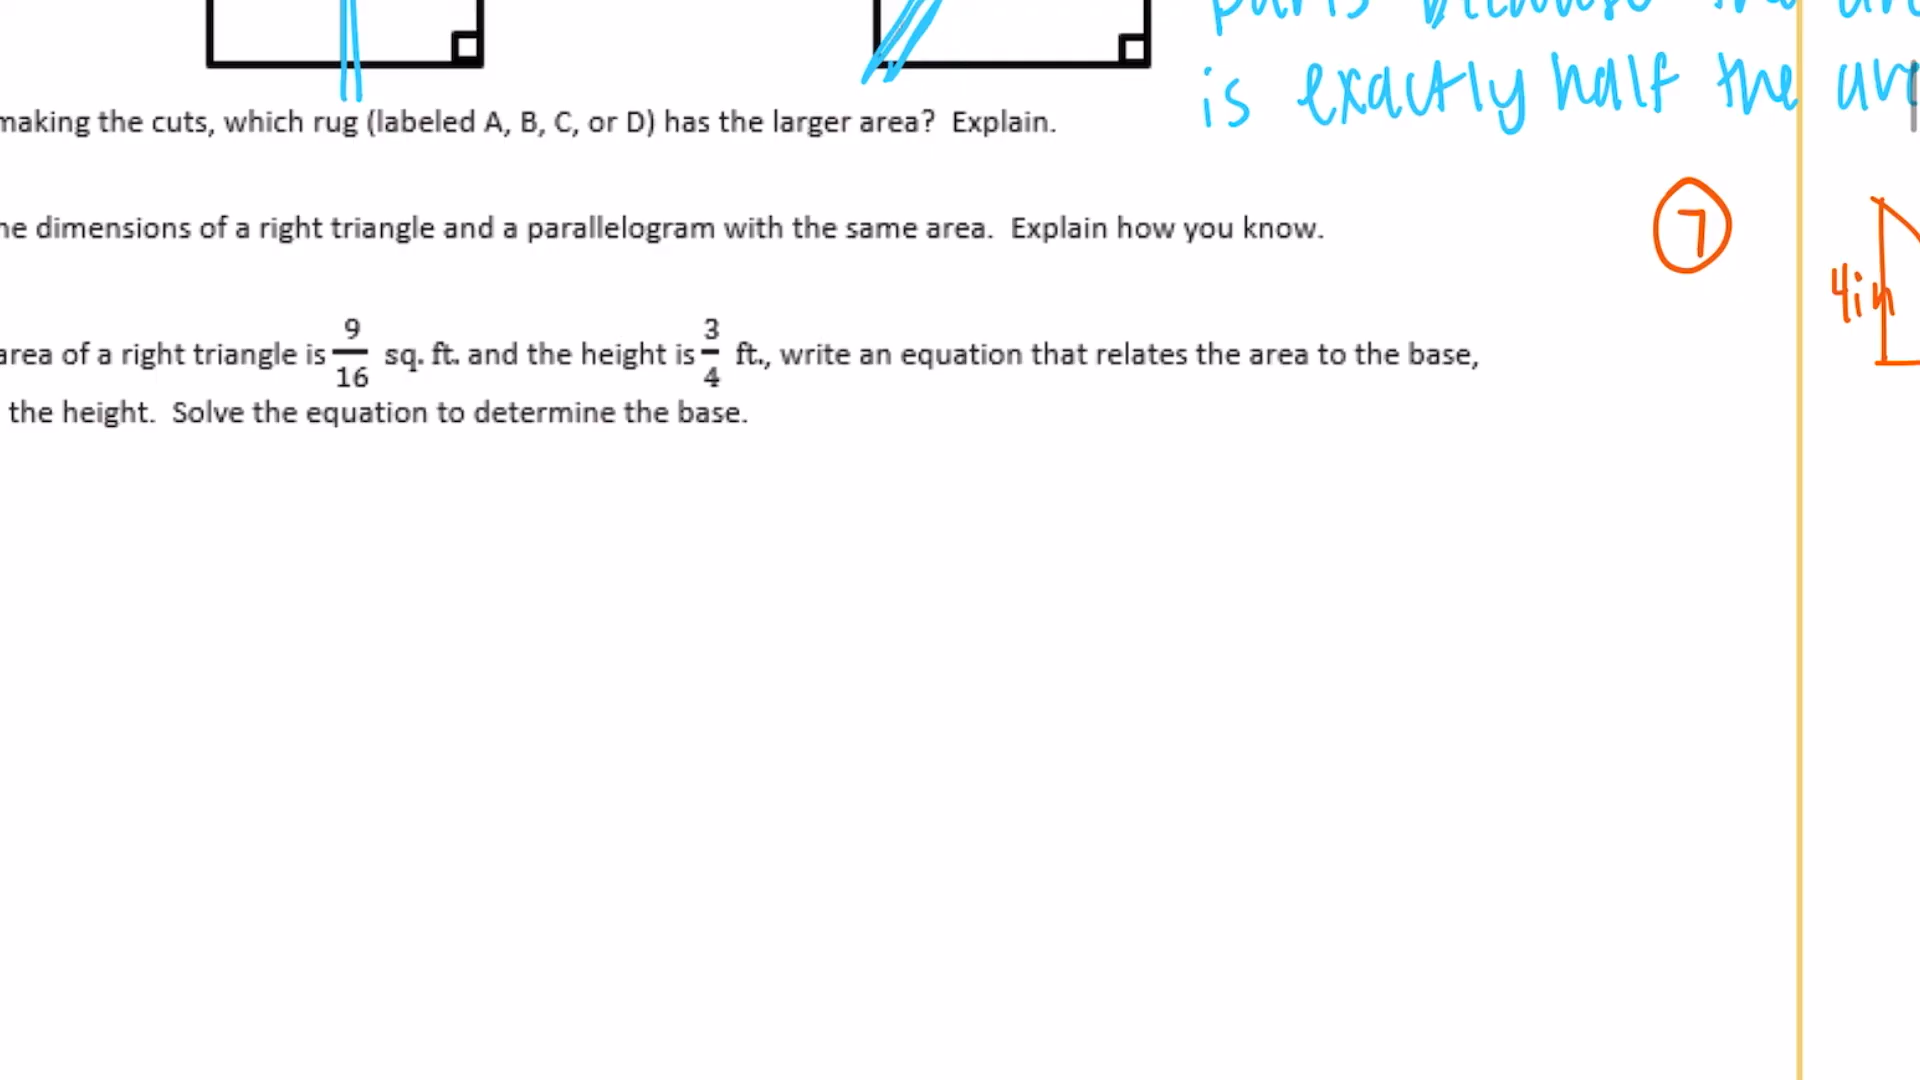 is exactly half the
making the cuts, which rug (labeled A, B, C, or D) has the larger area? Explain.
dimensions of a right triangle and a parallelogram with the same area. Explain how you know.
7
4in
area of a right triangle is 9/16 sq. ft. and the height is 3/4 ft., write an equation that relates the area to the base,
the height. Solve the equation to determine the base.